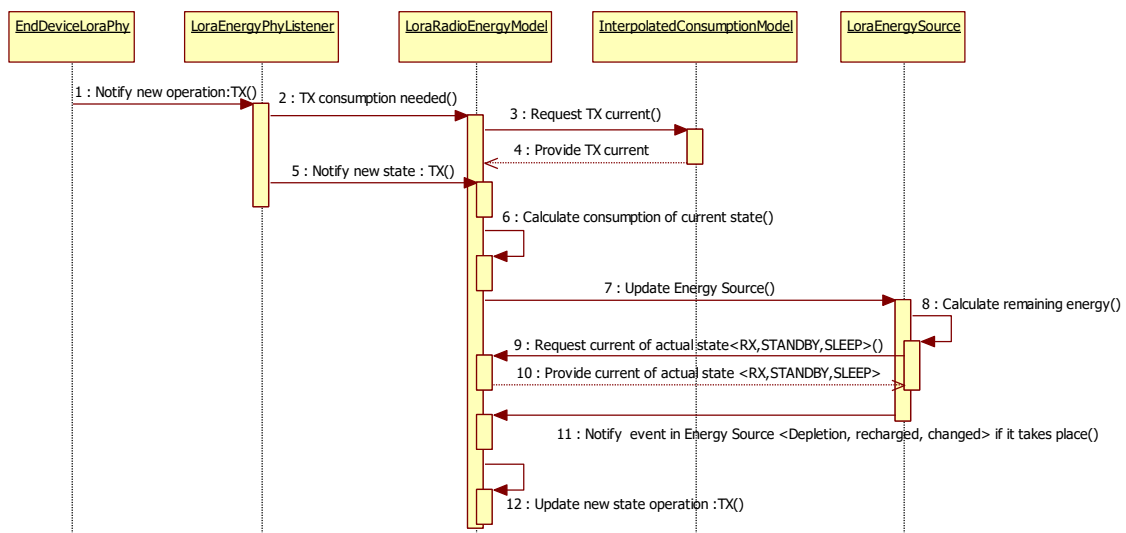 EndDeviceLoraPhy
LoraEnergyPhyListener
LoraRadioEnergyModel
InterpolatedConsumptionModel
LoraEnergySource
1 : Notify new operation:TX()
2 : TX consumption needed()
3 : Request TX current()
4 : Provide TX current
5 : Notify new state : TX()
6 : Calculate consumption of current state()
7 : Update Energy Source()
8 : Calculate remaining energy()
9 : Request current of actual state<RX,STANDBY,SLEEP>()
10 : Provide current of actual state <RX,STANDBY,SLEEP>
11 : Notify  event in Energy Source <Depletion, recharged, changed> if it takes place()
12 : Update new state operation :TX()